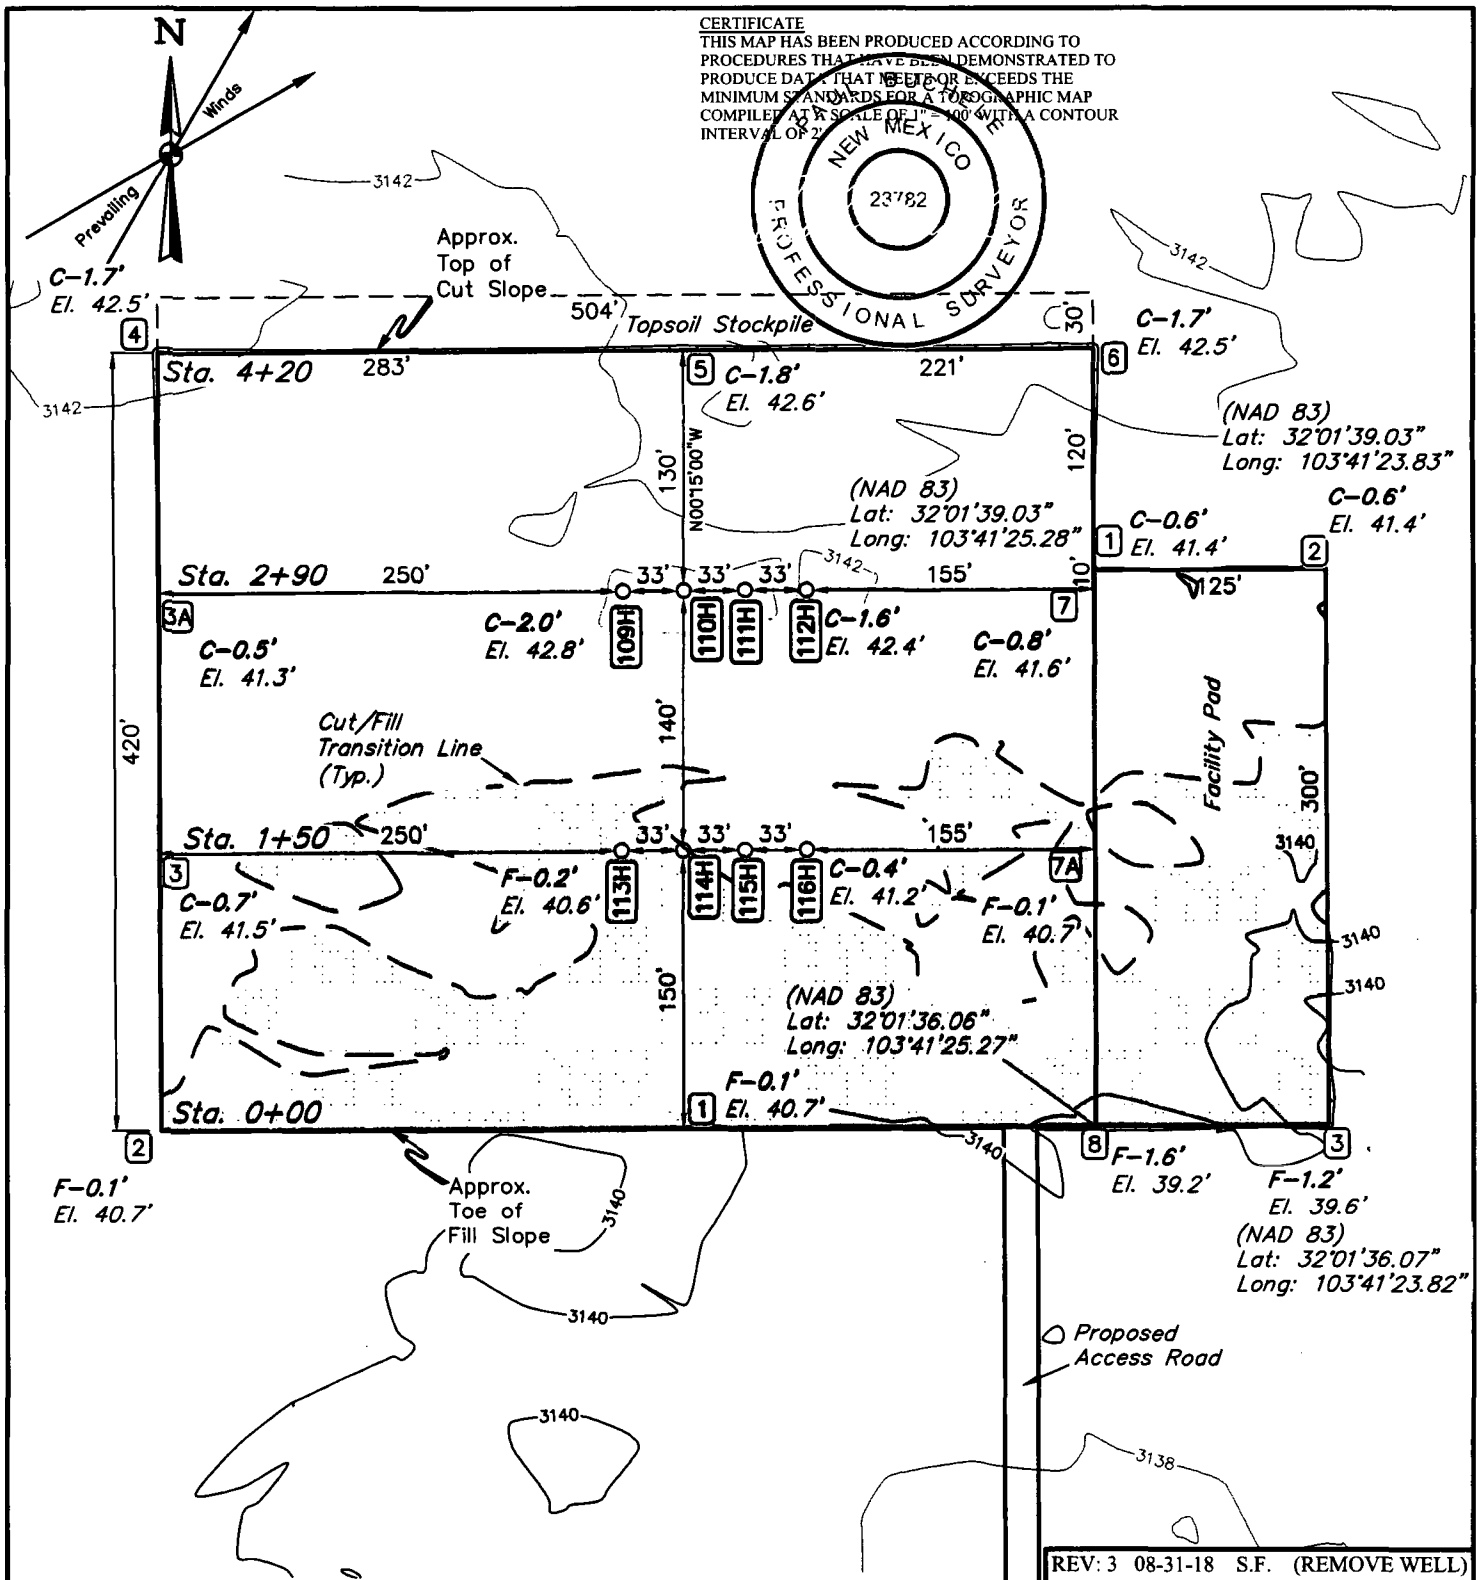 CERTIFICATE
THIS MAP HAS BEEN PRODUCED ACCORDING TO
PROCEDURES THAT HAVE BEEN DEMONSTRATED TO
PRODUCE DATA THAT MEETS OR EXCEEDS THE
MINIMUM STANDARDS FOR A TOPOGRAPHIC MAP
COMPILED AT A SCALE OF 1" = 100' WITH A CONTOUR
INTERVAL OF 2'
PAUL BUCHELE
NEW MEXICO
23782
PROFESSIONAL SURVEYOR
N
Winds
Prevailing
3142
Approx.
Top of
Cut Slope
C-1.7'
El. 42.5'
4
504'
Topsoil Stockpile
30'
3142
C-1.7'
El. 42.5'
6
Sta. 4+20
283'
5
C-1.8'
El. 42.6'
221'
3142
(NAD 83)
Lat: 32°01'39.03"
Long: 103°41'23.83"
130'
N00°15'00"W
120'
(NAD 83)
Lat: 32°01'39.03"
Long: 103°41'25.28"
C-0.6'
El. 41.4'
C-0.6'
El. 41.4'
1
2
3142
10'
125'
Sta. 2+90
250'
33'
33'
33'
155'
3A
109H
110H
111H
112H
7
C-0.5'
El. 41.3'
C-2.0'
El. 42.8'
C-1.6'
El. 42.4'
C-0.8'
El. 41.6'
420'
Cut/Fill
Transition Line
(Typ.)
140'
Facility Pad
300'
Sta. 1+50
250'
33'
33'
33'
155'
3140
3
113H
114H
115H
116H
7A
C-0.7'
El. 41.5'
F-0.2'
El. 40.6'
C-0.4'
El. 41.2'
F-0.1'
El. 40.7'
3140
3140
150'
(NAD 83)
Lat: 32°01'36.06"
Long: 103°41'25.27"
Sta. 0+00
1
F-0.1'
El. 40.7'
2
3140
8
3
F-0.1'
El. 40.7'
F-1.6'
El. 39.2'
F-1.2'
El. 39.6'
(NAD 83)
Lat: 32°01'36.07"
Long: 103°41'23.82"
Approx.
Toe of
Fill Slope
3140
3140
Proposed
Access Road
3140
3138
REV: 3 08-31-18 S.F. (REMOVE WELL)